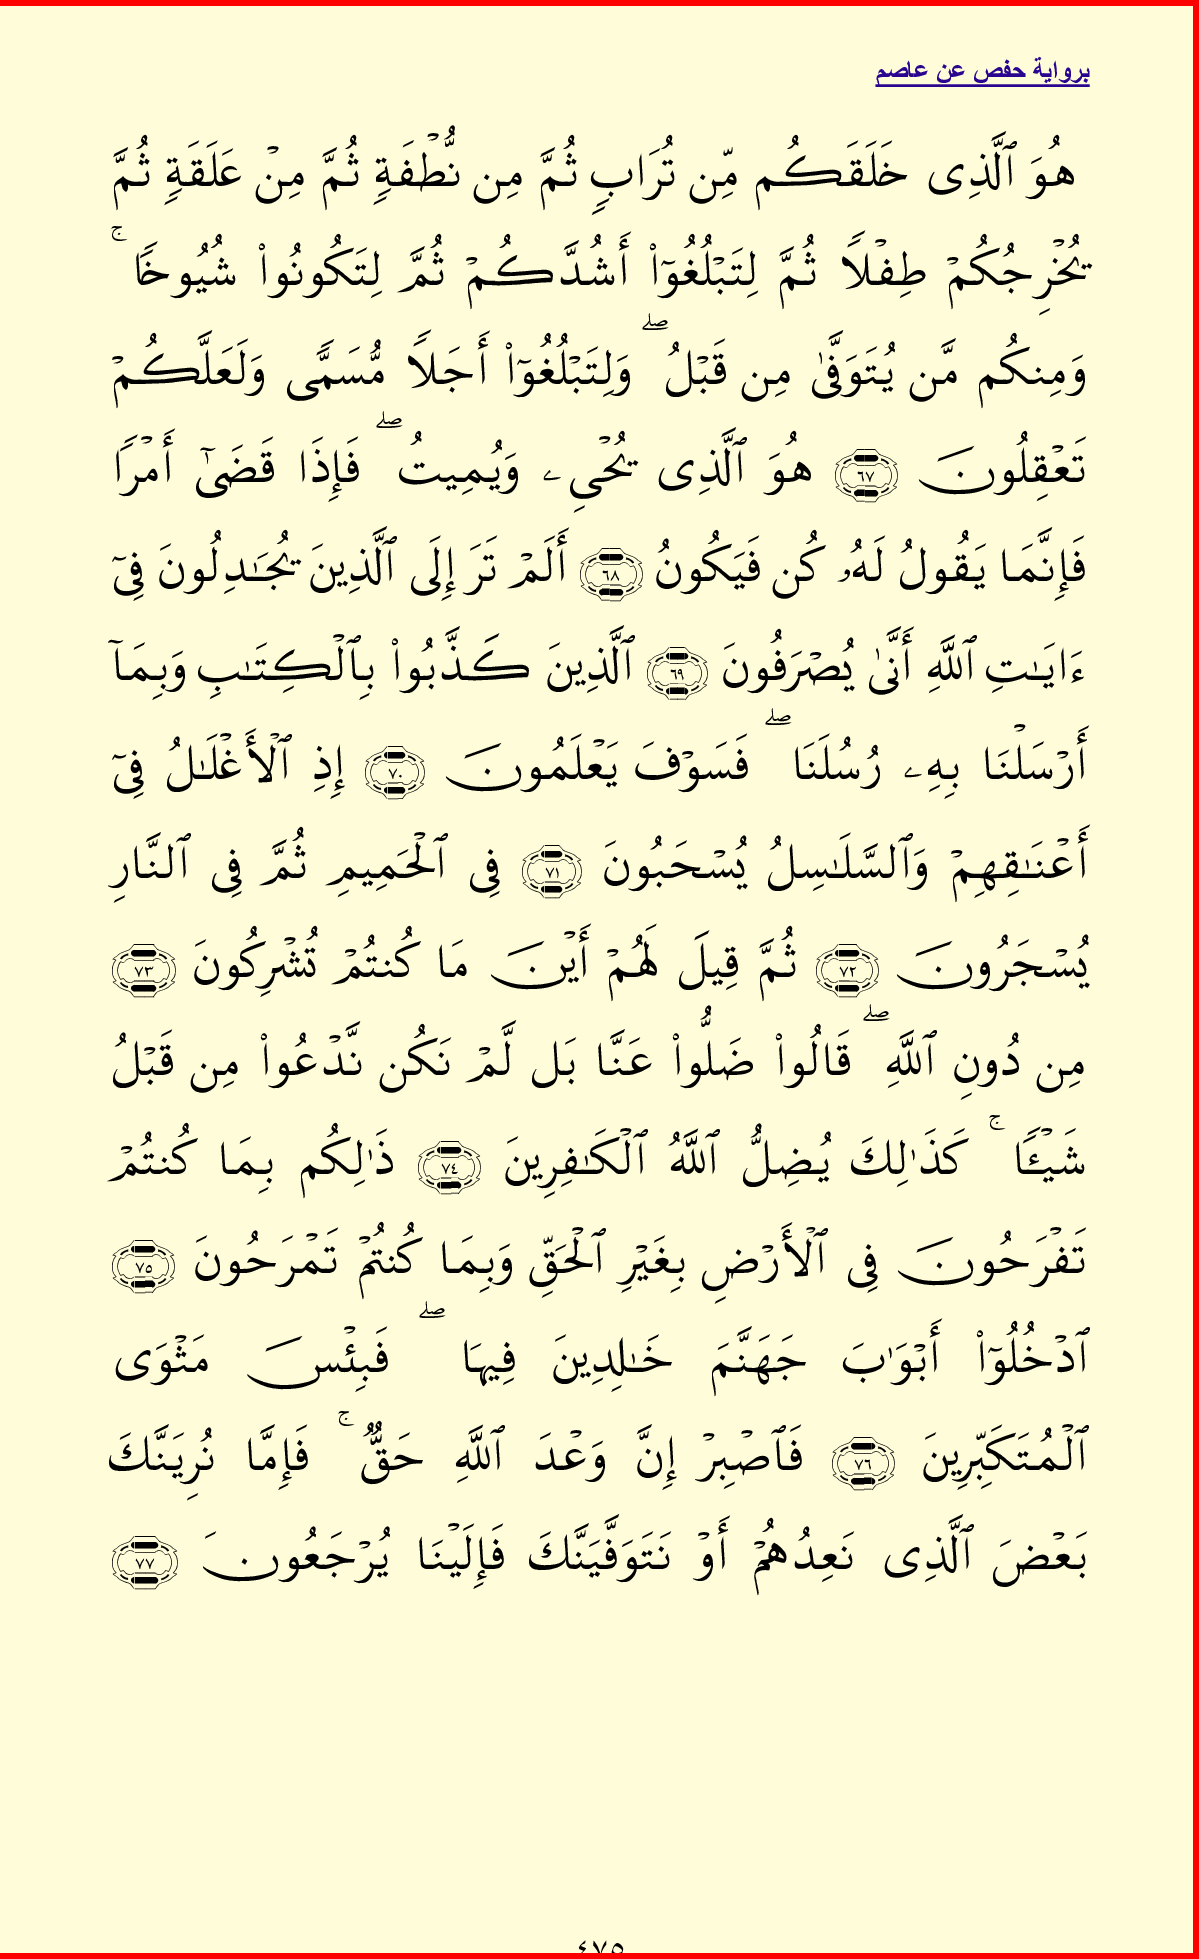 برواية حفص عن عاصم
هُوَ ٱلَّذِى خَلَقَكُم مِّن تُرَابٍ ثُمَّ مِن نُّطۡفَةٍ ثُمَّ مِنۡ عَلَقَةٍ ثُمَّ
يُخۡرِجُكُمۡ طِفۡلًا ثُمَّ لِتَبۡلُغُوٓا۟ أَشُدَّكُمۡ ثُمَّ لِتَكُونُوا۟ شُيُوخًا ۚ
وَمِنكُم مَّن يُتَوَفَّىٰ مِن قَبۡلُ ۖ وَلِتَبۡلُغُوٓا۟ أَجَلًا مُّسَمًّى وَلَعَلَّكُمۡ
تَعۡقِلُونَ ٦٧ هُوَ ٱلَّذِى يُحۡىِۦ وَيُمِيتُ ۖ فَإِذَا قَضَىٰٓ أَمۡرًا
فَإِنَّمَا يَقُولُ لَهُۥ كُن فَيَكُونُ ٦٨ أَلَمۡ تَرَ إِلَى ٱلَّذِينَ يُجَـٰدِلُونَ فِىٓ
ءَايَـٰتِ ٱللَّهِ أَنَّىٰ يُصۡرَفُونَ ٦٩ ٱلَّذِينَ كَذَّبُوا۟ بِٱلۡكِتَـٰبِ وَبِمَآ
أَرۡسَلۡنَا بِهِۦ رُسُلَنَا ۖ فَسَوۡفَ يَعۡلَمُونَ ٧٠ إِذِ ٱلۡأَغۡلَـٰلُ فِىٓ
أَعۡنَـٰقِهِمۡ وَٱلسَّلَـٰسِلُ يُسۡحَبُونَ ٧١ فِى ٱلۡحَمِيمِ ثُمَّ فِى ٱلنَّارِ
يُسۡجَرُونَ ٧٢ ثُمَّ قِيلَ لَهُمۡ أَيۡنَ مَا كُنتُمۡ تُشۡرِكُونَ ٧٣
مِن دُونِ ٱللَّهِ ۖ قَالُوا۟ ضَلُّوا۟ عَنَّا بَل لَّمۡ نَكُن نَّدۡعُوا۟ مِن قَبۡلُ
شَيۡـًٔا ۚ كَذَٰلِكَ يُضِلُّ ٱللَّهُ ٱلۡكَـٰفِرِينَ ٧٤ ذَٰلِكُم بِمَا كُنتُمۡ
تَفۡرَحُونَ فِى ٱلۡأَرۡضِ بِغَيۡرِ ٱلۡحَقِّ وَبِمَا كُنتُمۡ تَمۡرَحُونَ ٧٥
ٱدۡخُلُوٓا۟ أَبۡوَٰبَ جَهَنَّمَ خَـٰلِدِينَ فِيهَا ۖ فَبِئۡسَ مَثۡوَى
ٱلۡمُتَكَبِّرِينَ ٧٦ فَٱصۡبِرۡ إِنَّ وَعۡدَ ٱللَّهِ حَقٌّ ۚ فَإِمَّا نُرِيَنَّكَ
بَعۡضَ ٱلَّذِى نَعِدُهُمۡ أَوۡ نَتَوَفَّيَنَّكَ فَإِلَيۡنَا يُرۡجَعُونَ ٧٧
٤٧٥